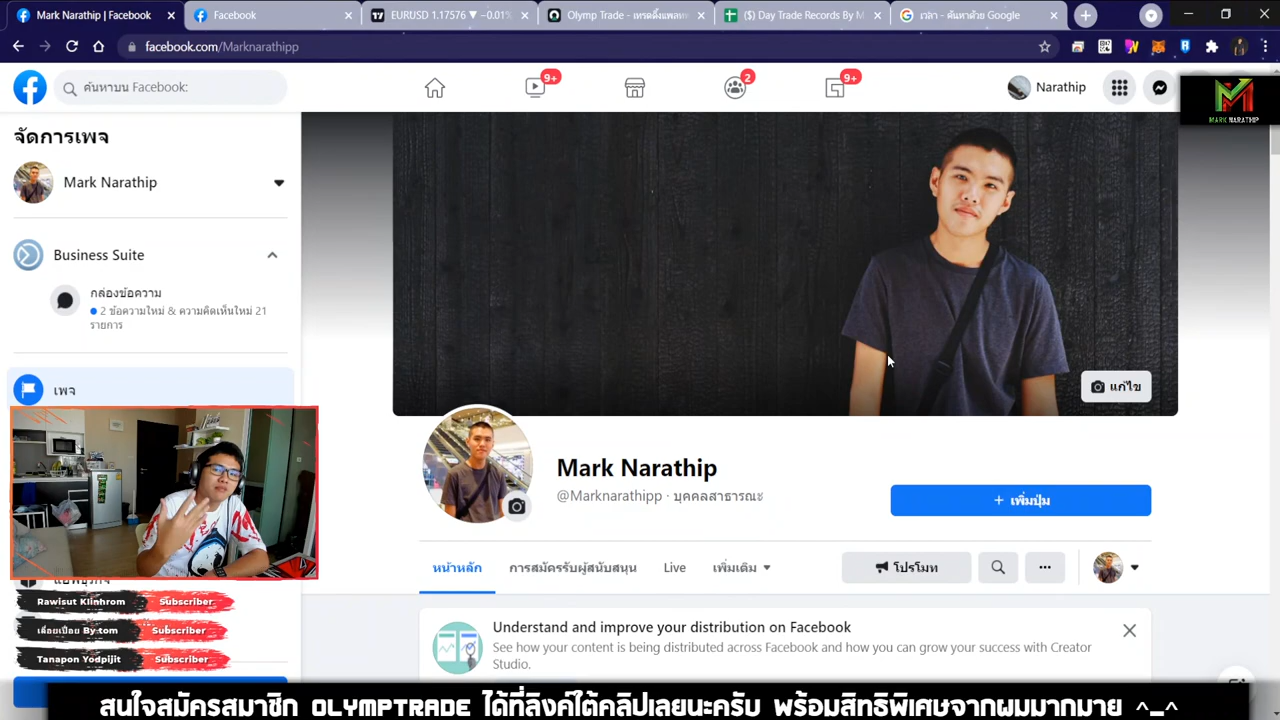 Mark Narathip | Facebook
Facebook
EURUSD 1.17576 ▼ −0.01%
Olymp Trade - เทรดดิ้งแพลต
($) Day Trade Records By M
เวลา - ค้นหาด้วย Google
facebook.com/Marknarathipp
ค้นหาบน Facebook
9+
2
9+
Narathip
MARK NARATHIP
จัดการเพจ
Mark Narathip
Business Suite
กล่องข้อความ
2 ข้อความใหม่ & ความคิดเห็นใหม่ 21
รายการ
เพจ
แก้ไข
Mark Narathip
@Marknarathipp · บุคคลสาธารณะ
+ เพิ่มปุ่ม
หน้าหลัก
การสมัครรับผู้สนับสนุน
Live
เพิ่มเติม
โปรโมท
Understand and improve your distribution on Facebook
See how your content is being distributed across Facebook and how you can grow your success with Creator
Studio.
Rawisut Klinhrom Subscriber
เลื่อยเปื่อย By.tom Subscriber
Tanapon Yodpijit Subscriber
สนใจสมัครสมาชิก OLYMPTRADE ได้ที่ลิงค์ใต้คลิปเลยนะครับ พร้อมสิทธิพิเศษจากผมมากมาย ^_^